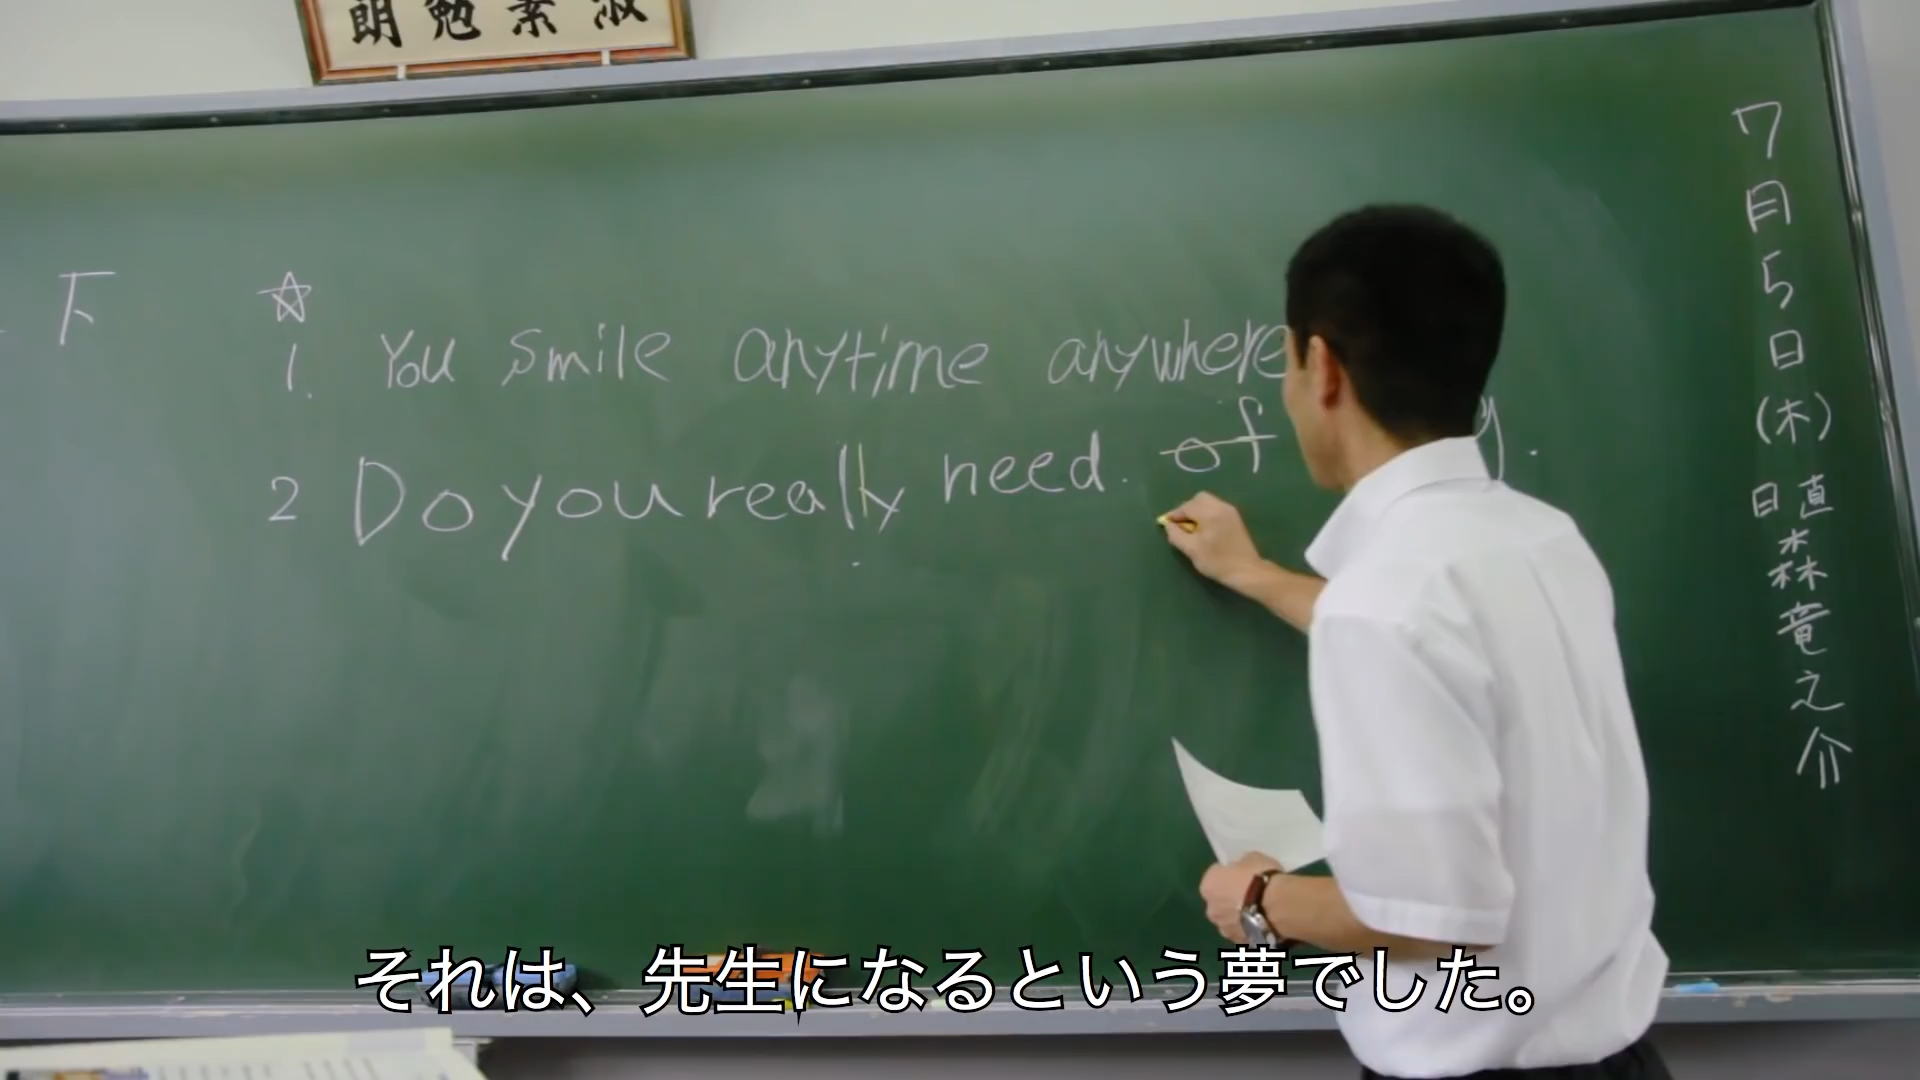 朗勉素淑
下
☆
1. You smile anytime anywhere
2 Do you really need. of y.
7月5日(木)
日直
森竜之介
それは、先生になるという夢でした。